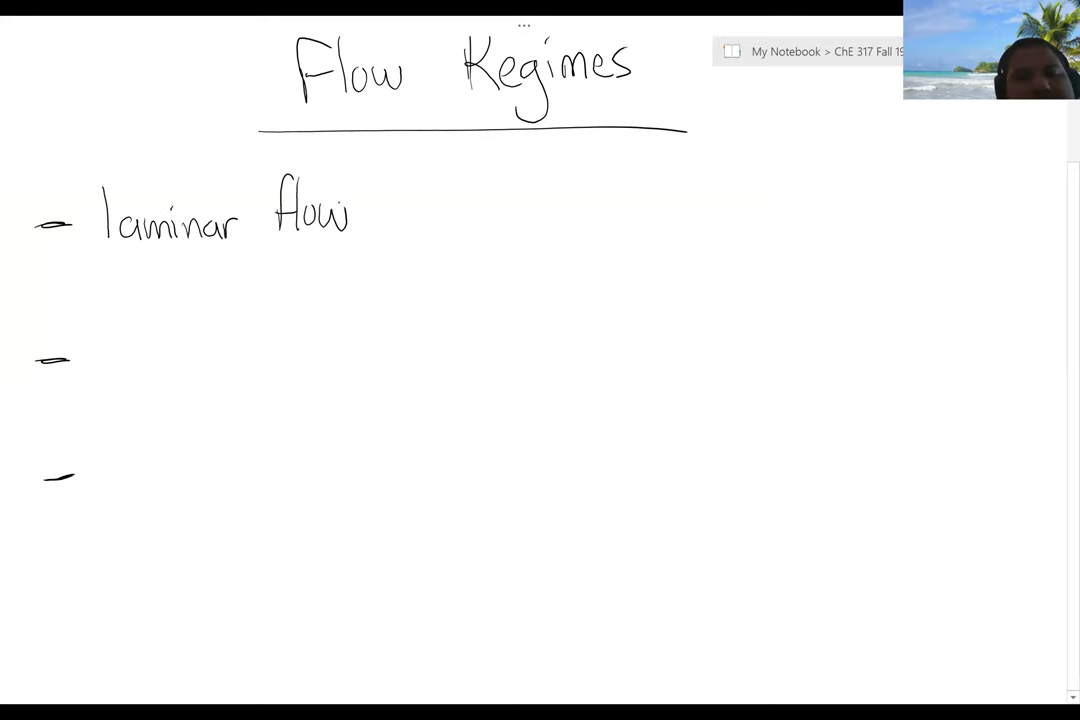 Flow Regimes
My Notebook > ChE 317 Fall 19
- laminar flow
-
-